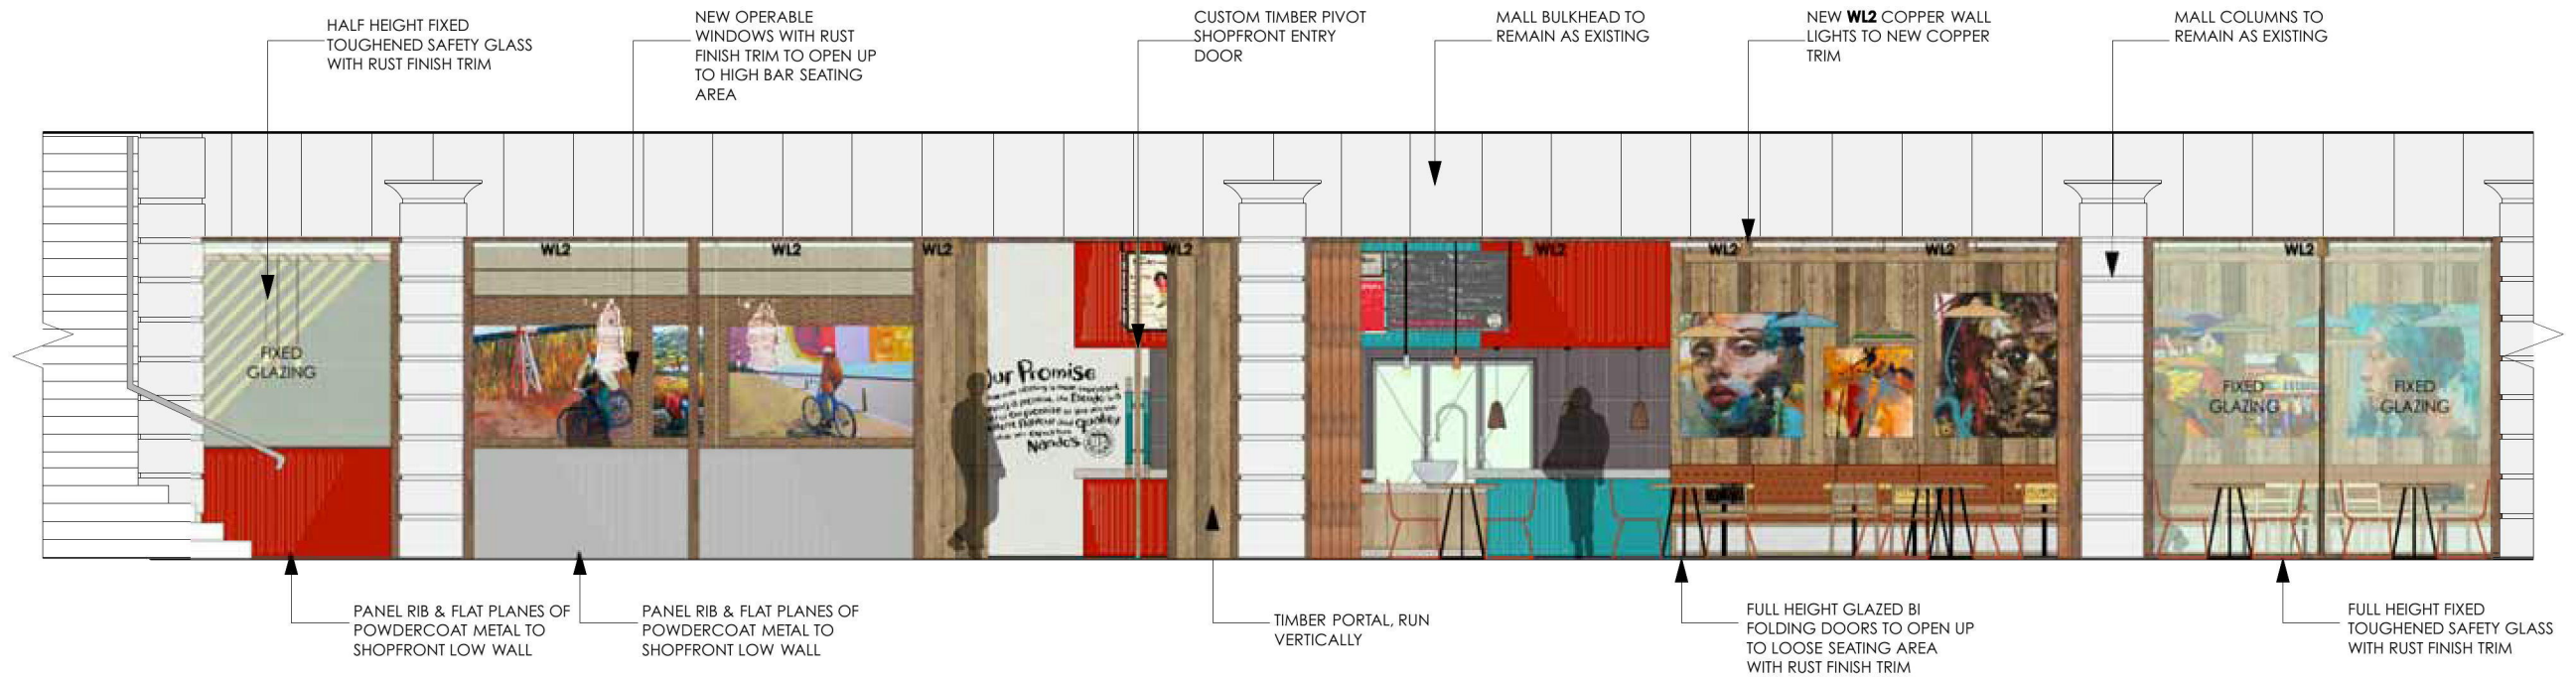 HALF HEIGHT FIXED
TOUGHENED SAFETY GLASS
WITH RUST FINISH TRIM
NEW OPERABLE
WINDOWS WITH RUST
FINISH TRIM TO OPEN UP
TO HIGH BAR SEATING
AREA
CUSTOM TIMBER PIVOT
SHOPFRONT ENTRY
DOOR
MALL BULKHEAD TO
REMAIN AS EXISTING
NEW WL2 COPPER WALL
LIGHTS TO NEW COPPER
TRIM
MALL COLUMNS TO
REMAIN AS EXISTING
WL2
WL2
WL2
WL2
WL2
WL2
WL2
WL2
FIXED
GLAZING
ur Promise
quality
Nando's
FIXED
GLAZING
FIXED
GLAZING
PANEL RIB & FLAT PLANES OF
POWDERCOAT METAL TO
SHOPFRONT LOW WALL
PANEL RIB & FLAT PLANES OF
POWDERCOAT METAL TO
SHOPFRONT LOW WALL
TIMBER PORTAL, RUN
VERTICALLY
FULL HEIGHT GLAZED BI
FOLDING DOORS TO OPEN UP
TO LOOSE SEATING AREA
WITH RUST FINISH TRIM
FULL HEIGHT FIXED
TOUGHENED SAFETY GLASS
WITH RUST FINISH TRIM